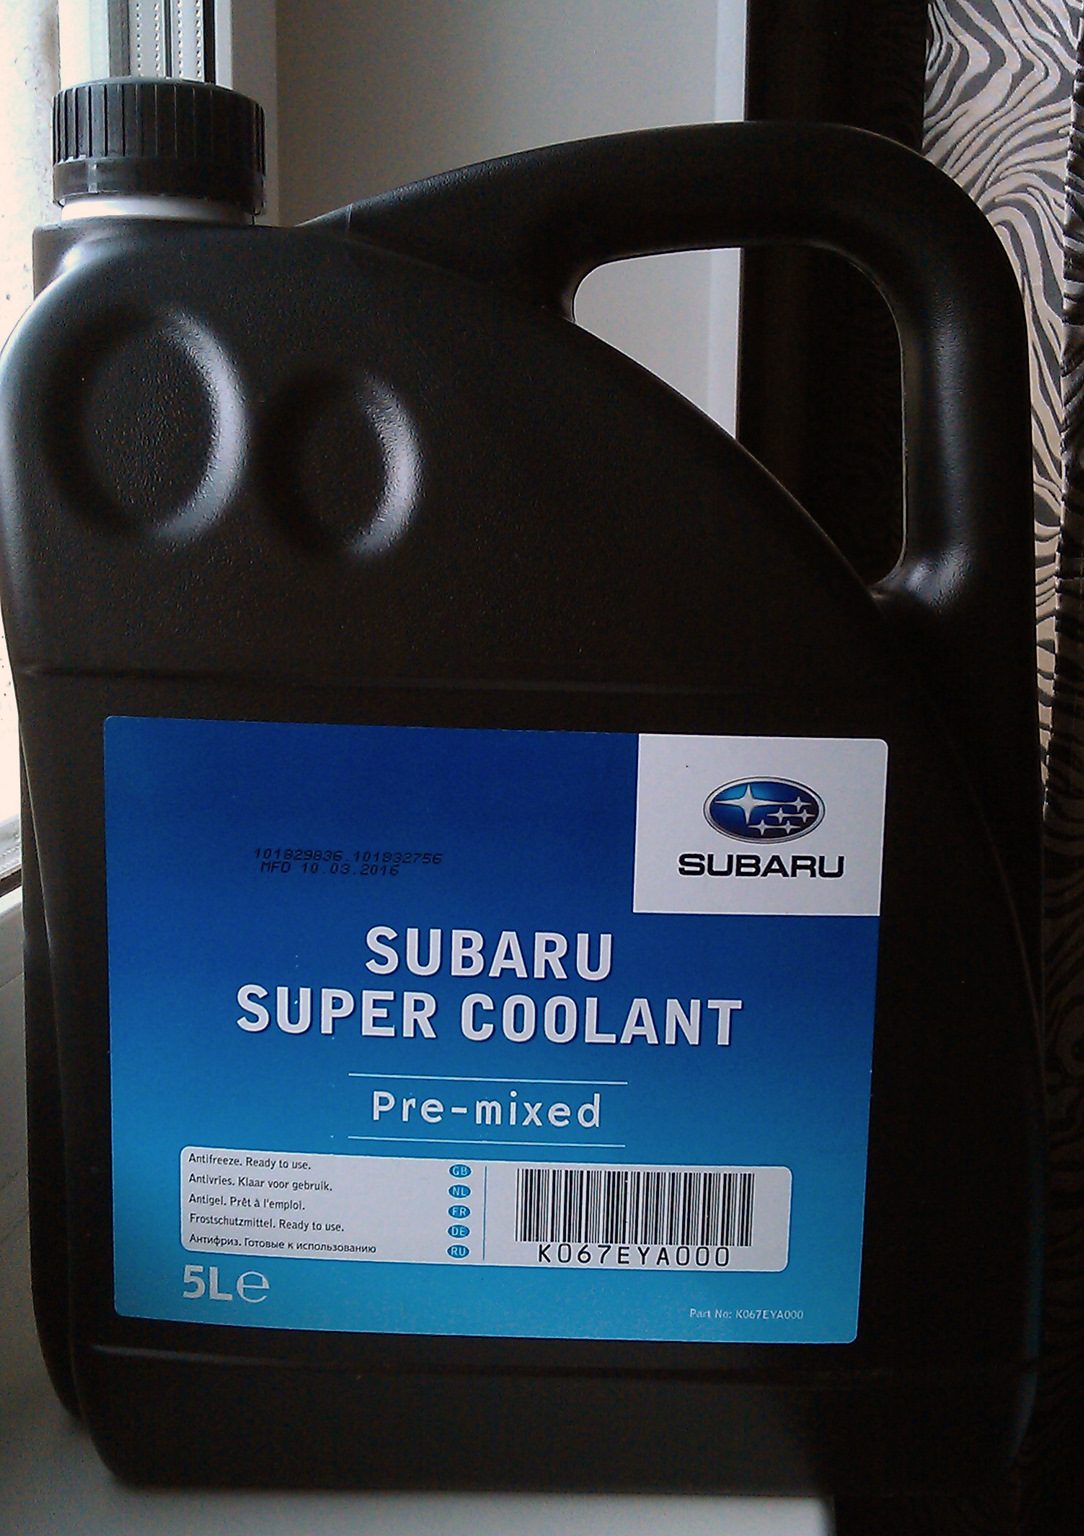 SUBARU
101829836.101832756
MFD 10.03.2016
SUBARU
SUPER COOLANT
Pre-mixed
Antifreeze. Ready to use. GB
Antivries. Klaar voor gebruik. NL
Antigel. Prêt à l'emploi. FR
Frostschutzmittel. Ready to use. DE
Антифриз. Готовые к использованию RU
K067EYA000
5L℮
Part No: K067EYA000